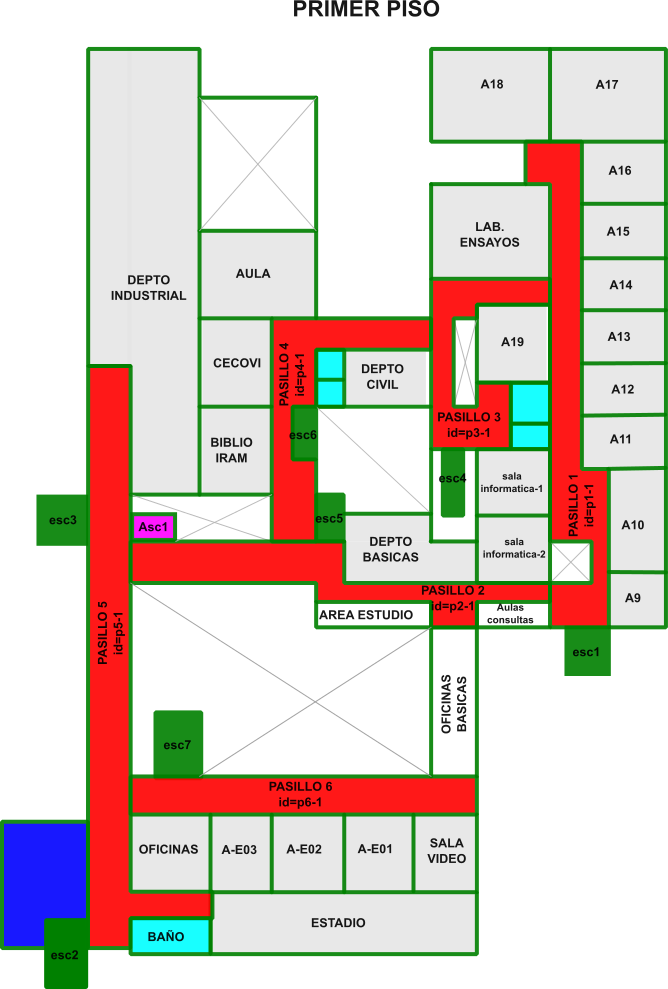 PRIMER PISO
A18
A17
A16
A15
A14
A13
A12
A11
A10
A9
LAB.
ENSAYOS
A19
DEPTO
INDUSTRIAL
AULA
CECOVI
BIBLIO
IRAM
PASILLO 4
id=p4-1
DEPTO
CIVIL
PASILLO 3
id=p3-1
esc6
esc4
esc5
esc3
Asc1
sala
informatica-1
sala
informatica-2
PASILLO 1
id=p1-1
DEPTO
BASICAS
PASILLO 2
id=p2-1
AREA ESTUDIO
Aulas
consultas
esc1
PASILLO 5
id=p5-1
OFICINAS
BASICAS
esc7
PASILLO 6
id=p6-1
OFICINAS
A-E03
A-E02
A-E01
SALA
VIDEO
ESTADIO
BAÑO
esc2